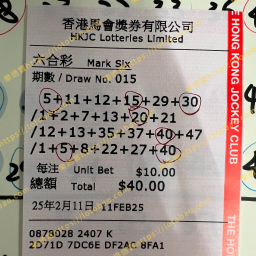 香港馬會獎券有限公司
HKJC Lotteries Limited
六合彩 Mark Six
期數 / Draw No. 015
5+11+12+15+29+30
/1+2+7+13+20+21
/12+13+35+37+40+47
/1+5+8+22+27+40
每注 Unit Bet $10.00
總額 Total $40.00
25年2月11日 11FEB25
0878028 2407 K
2D71D 7DC6E DF2AC 8FA1
THE HONG KONG JOCKEY CLUB
THE HO